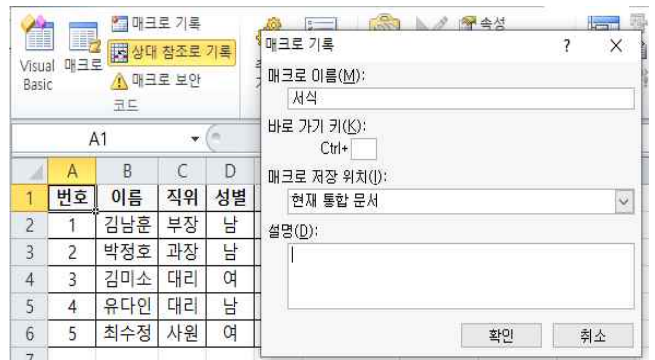 매크로 기록
상대 참조로 기록
매크로 보안
Visual Basic
매크로
코드
속성
A1
A B C D
1 번호 이름 직위 성별
2 1 김남훈 부장 남
3 2 박정호 과장 남
4 3 김미소 대리 여
5 4 유다인 대리 남
6 5 최수정 사원 여
매크로 기록 ? X
매크로 이름(M):
서식
바로 가기 키(K):
Ctrl+
매크로 저장 위치(I):
현재 통합 문서
설명(D):
확인 취소